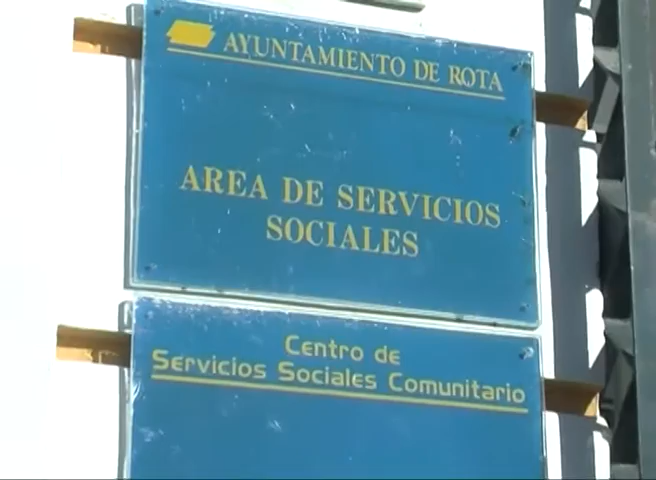 AYUNTAMIENTO DE ROTA
AREA DE SERVICIOS
SOCIALES
Centro de
Servicios Sociales Comunitario